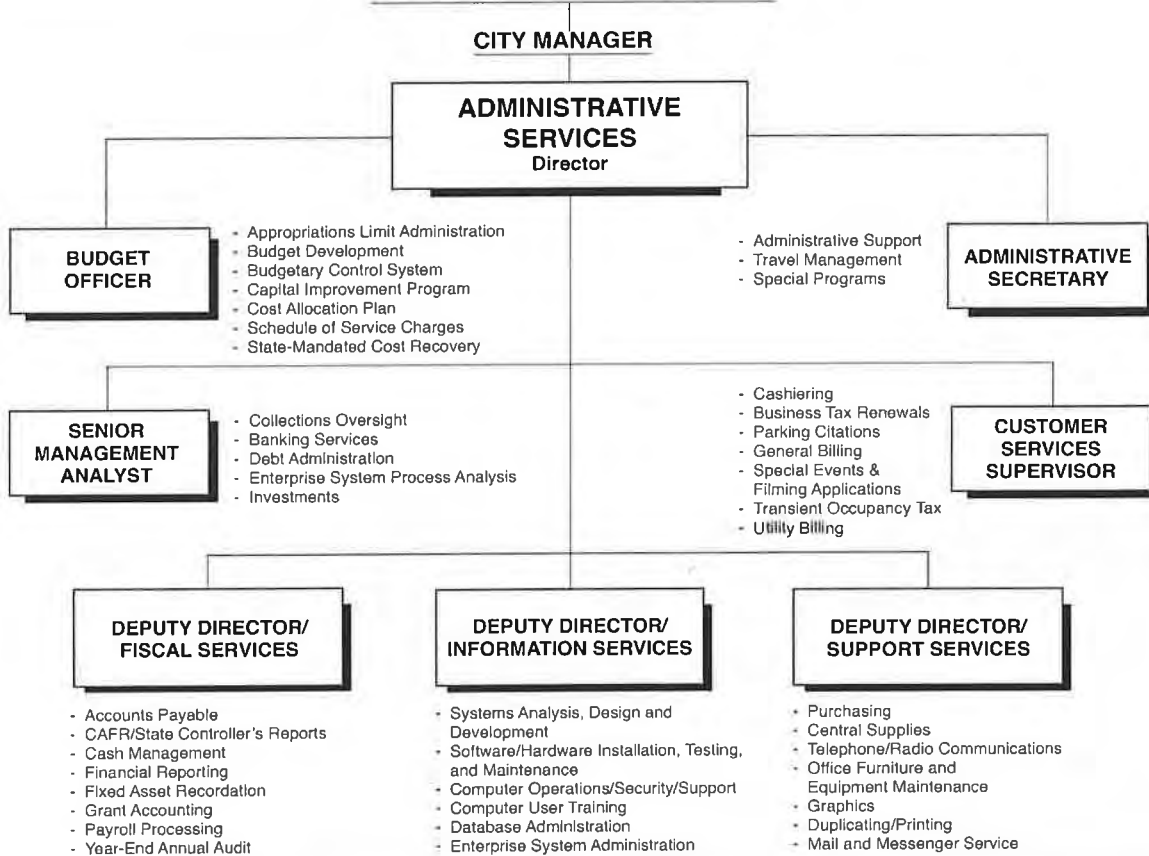 CITY MANAGER
ADMINISTRATIVE
SERVICES
Director
BUDGET
OFFICER
- Appropriations Limit Administration
- Budget Development
- Budgetary Control System
- Capital Improvement Program
- Cost Allocation Plan
- Schedule of Service Charges
- State-Mandated Cost Recovery
- Administrative Support
- Travel Management
- Special Programs
ADMINISTRATIVE
SECRETARY
SENIOR
MANAGEMENT
ANALYST
- Collections Oversight
- Banking Services
- Debt Administration
- Enterprise System Process Analysis
- Investments
- Cashiering
- Business Tax Renewals
- Parking Citations
- General Billing
- Special Events &
Filming Applications
- Transient Occupancy Tax
- Utility Billing
CUSTOMER
SERVICES
SUPERVISOR
DEPUTY DIRECTOR/
FISCAL SERVICES
- Accounts Payable
- CAFR/State Controller's Reports
- Cash Management
- Financial Reporting
- Fixed Asset Recordation
- Grant Accounting
- Payroll Processing
- Year-End Annual Audit
DEPUTY DIRECTOR/
INFORMATION SERVICES
- Systems Analysis, Design and
Development
- Software/Hardware Installation, Testing,
and Maintenance
- Computer Operations/Security/Support
- Computer User Training
- Database Administration
- Enterprise System Administration
DEPUTY DIRECTOR/
SUPPORT SERVICES
- Purchasing
- Central Supplies
- Telephone/Radio Communications
- Office Furniture and
Equipment Maintenance
- Graphics
- Duplicating/Printing
- Mail and Messenger Service